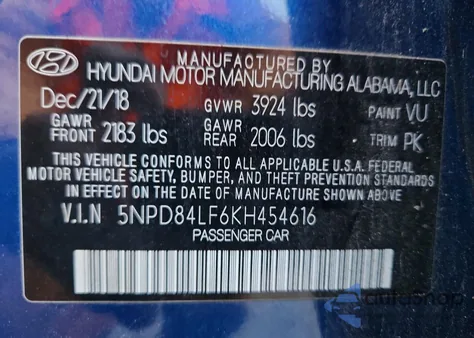 MANUFACTURED BY
HYUNDAI MOTOR MANUFACTURING ALABAMA, LLC
Dec/21/18 GVWR 3924 lbs PAINT VU
GAWR FRONT 2183 lbs GAWR REAR 2006 lbs TRIM PK
THIS VEHICLE CONFORMS TO ALL APPLICABLE U.S.A. FEDERAL
MOTOR VEHICLE SAFETY, BUMPER, AND THEFT PREVENTION STANDARDS
IN EFFECT ON THE DATE OF MANUFACTURE SHOWN ABOVE.
V.I.N 5NPD84LF6KH454616
PASSENGER CAR
autosnap